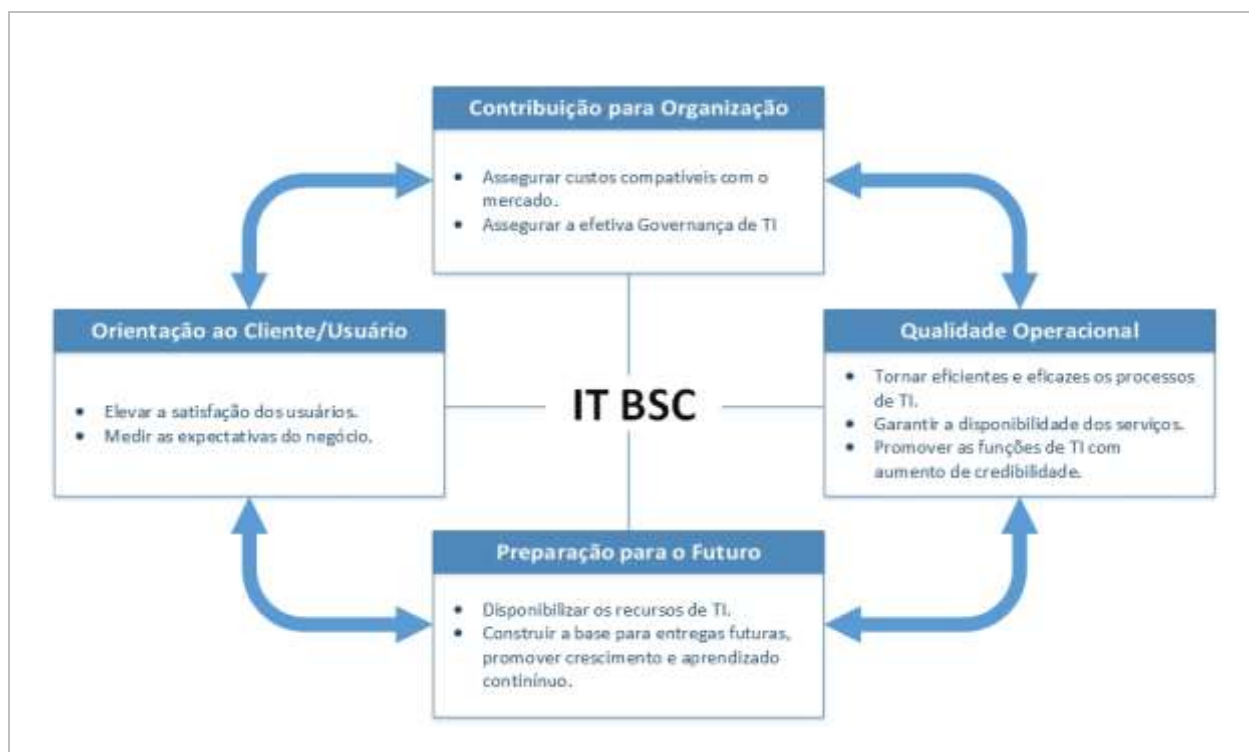 Contribuição para Organização
• Assegurar custos compatíveis com o
mercado.
• Assegurar a efetiva Governança de TI
Orientação ao Cliente/Usuário
• Elevar a satisfação dos usuários.
• Medir as expectativas do negócio.
IT BSC
Qualidade Operacional
• Tornar eficientes e eficazes os processos
de TI.
• Garantir a disponibilidade dos serviços.
• Promover as funções de TI com
aumento de credibilidade.
Preparação para o Futuro
• Disponibilizar os recursos de TI.
• Construir a base para entregas futuras,
promover crescimento e aprendizado
continínuo.